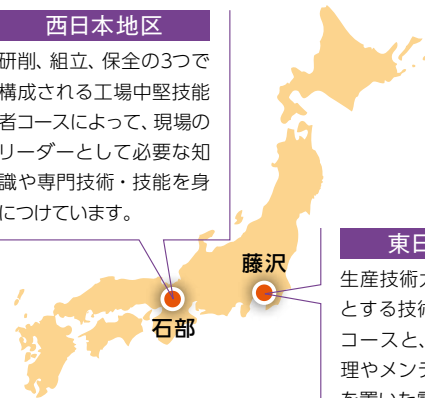 西日本地区
研削、組立、保全の3つで
構成される工場中堅技能
者コースによって、現場の
リーダーとして必要な知
識や専門技術・技能を身
につけています。
藤沢
石部
東日
生産技術
とする技術
コースと、
理やメンテ